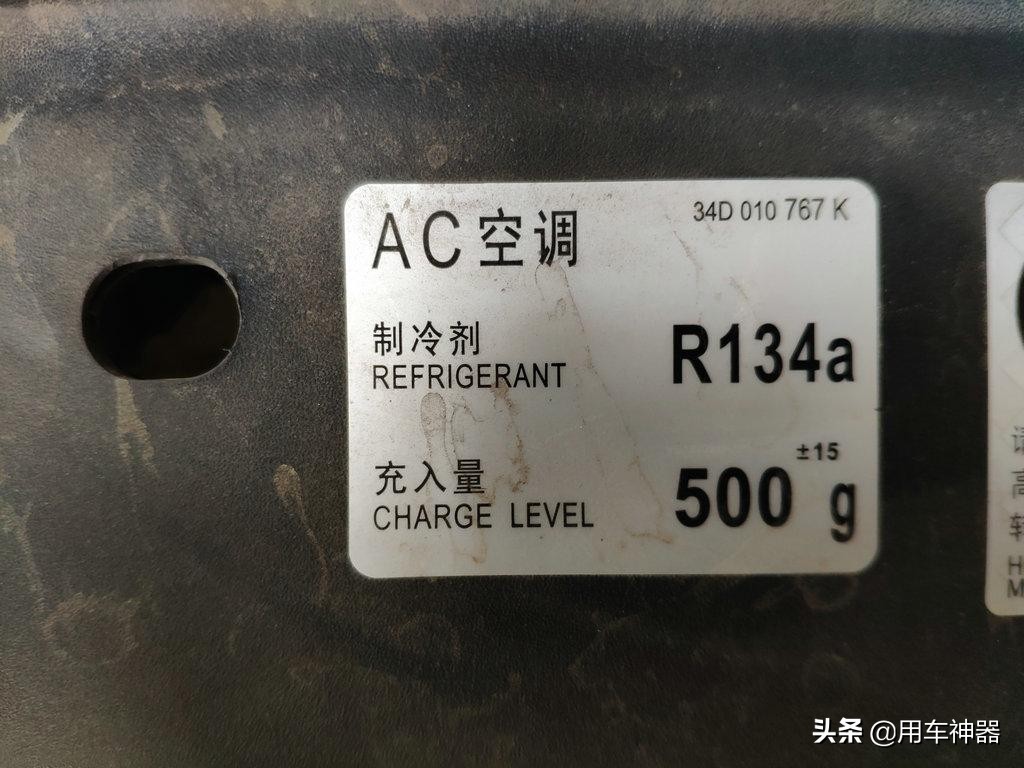 AC空调
34D 010 767 K
制冷剂
REFRIGERANT
R134a
±15
充入量
CHARGE LEVEL
500 g
高
H
M
头条 @用车神器